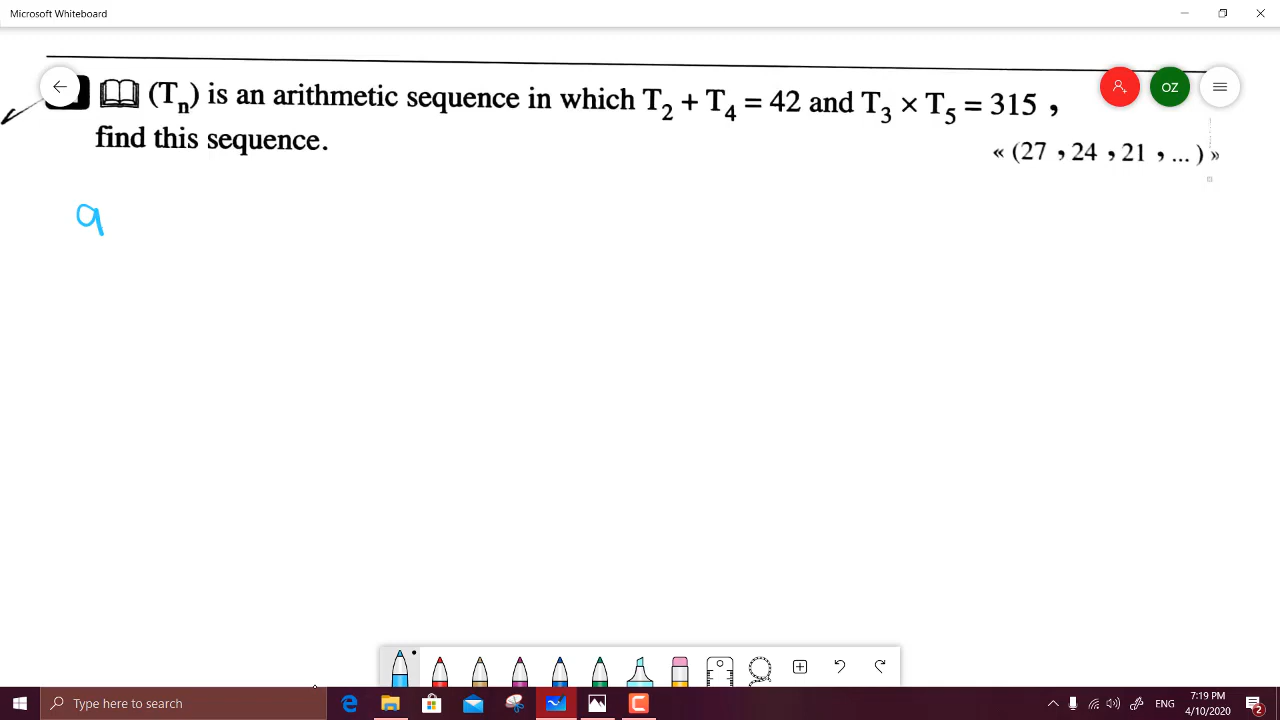 Microsoft Whiteboard
(Tn) is an arithmetic sequence in which T2 + T4 = 42 and T3 × T5 = 315 ,
find this sequence.
« (27 , 24 , 21 , ... ) »
OZ
a
Type here to search
ENG
7:19 PM
4/10/2020
2